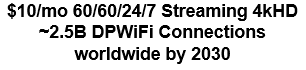 $10/mo 60/60/24/7 Streaming 4kHD
~2.5B DPWiFi Connections
worldwide by 2030